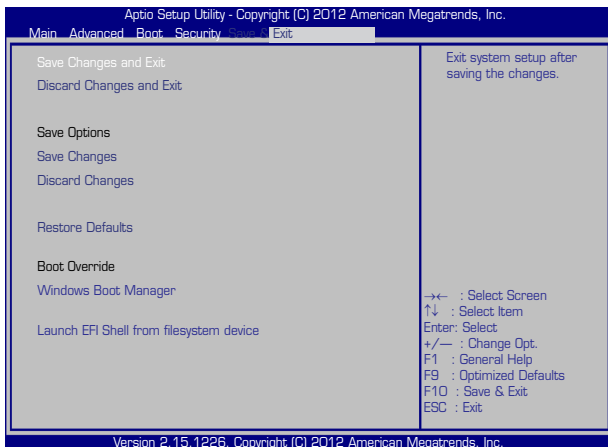 Aptio Setup Utility - Copyright (C) 2012 American Megatrends, Inc.
Main Advanced Boot Security Save & Exit
Save Changes and Exit
Discard Changes and Exit
Save Options
Save Changes
Discard Changes
Restore Defaults
Boot Override
Windows Boot Manager
Launch EFI Shell from filesystem device
Exit system setup after
saving the changes.
→← : Select Screen
↑↓ : Select Item
Enter: Select
+/— : Change Opt.
F1 : General Help
F9 : Optimized Defaults
F10 : Save & Exit
ESC : Exit
Version 2.15.1226. Copyright (C) 2012 American Megatrends, Inc.